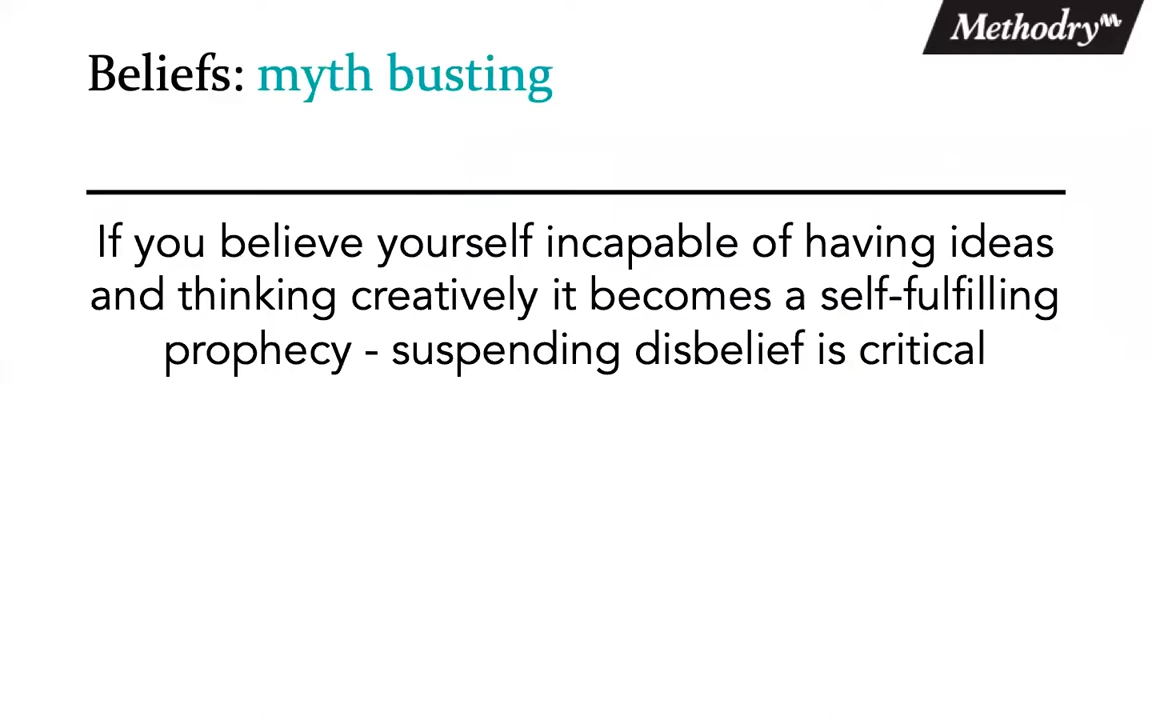 Methodry
Beliefs: myth busting
If you believe yourself incapable of having ideas
and thinking creatively it becomes a self-fulfilling
prophecy - suspending disbelief is critical